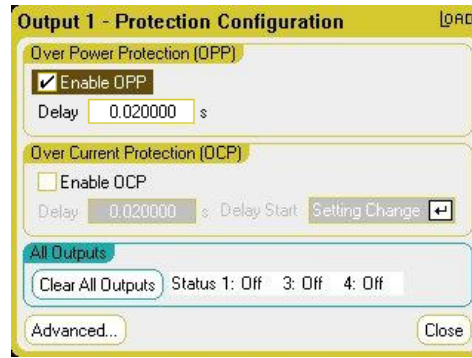 Output 1 - Protection Configuration LOAD
Over Power Protection (OPP)
Enable OPP
Delay 0.020000 s
Over Current Protection (OCP)
Enable OCP
Delay 0.020000 s Delay Start Setting Change
All Outputs
Clear All Outputs Status 1: Off 3: Off 4: Off
Advanced... Close